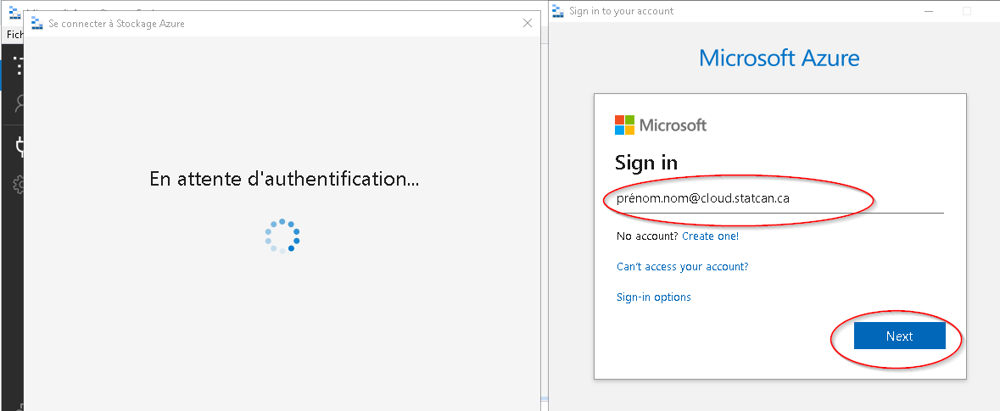 Se connecter à Stockage Azure
Fich
En attente d'authentification...
Sign in to your account
Microsoft Azure
Microsoft
Sign in
prénom.nom@cloud.statcan.ca
No account? Create one!
Can't access your account?
Sign-in options
Next